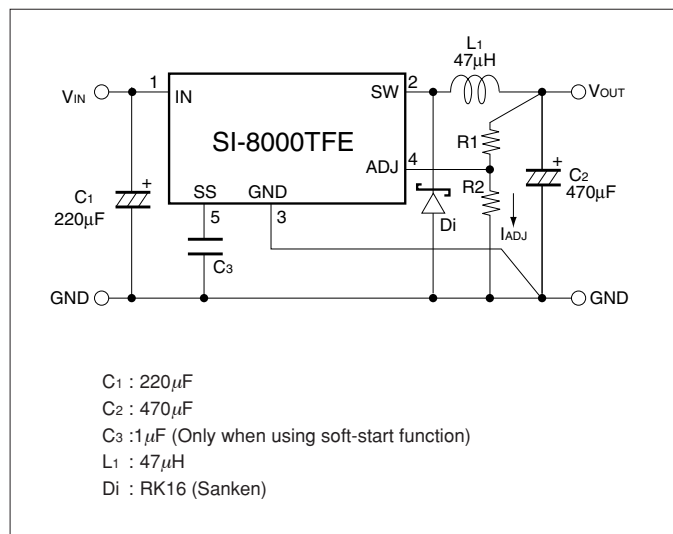 L1
47μH
1
2
VIN
IN
SW
VOUT
SI-8000TFE
R1
ADJ
4
C1
220μF
+
SS
GND
R2
C2
470μF
+
5
3
Di
IADJ
C3
GND
GND
C1 : 220μF
C2 : 470μF
C3 :1μF (Only when using soft-start function)
L1 : 47μH
Di : RK16 (Sanken)